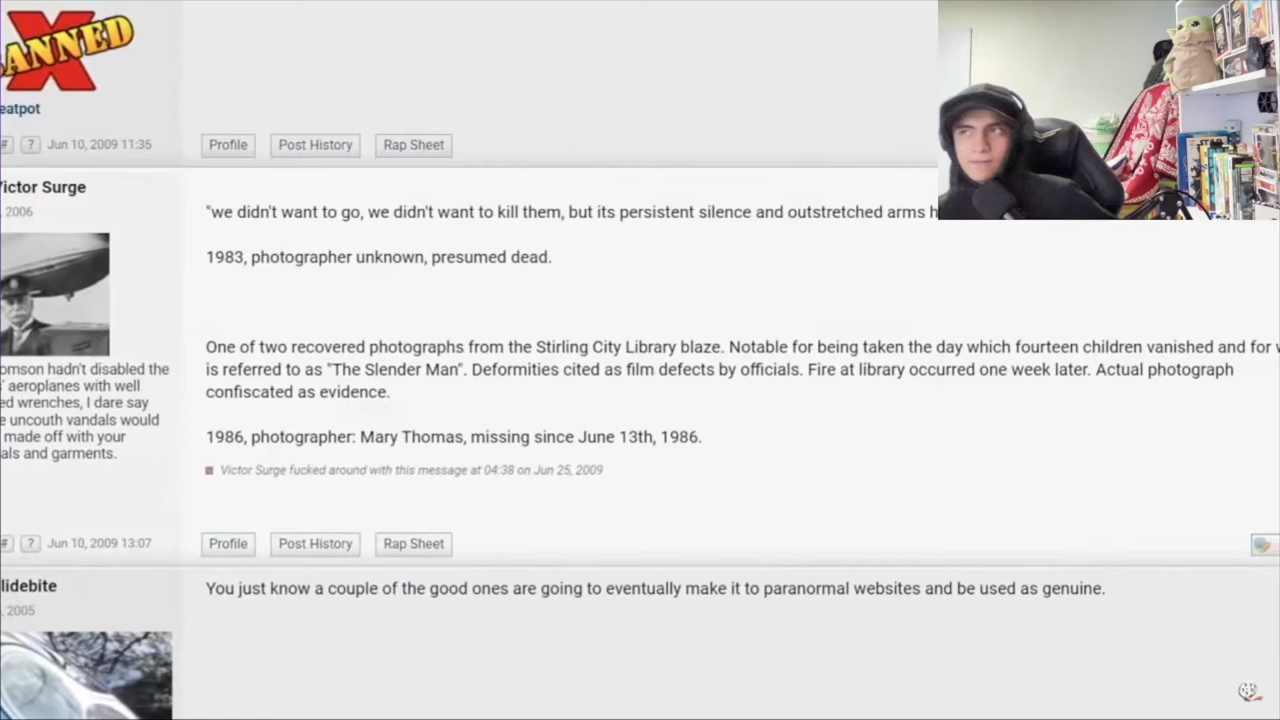 ANNED
eatpot
# ? Jun 10, 2009 11:35
Profile Post History Rap Sheet
Victor Surge
2006
"we didn't want to go, we didn't want to kill them, but its persistent silence and outstretched arms h
1983, photographer unknown, presumed dead.
One of two recovered photographs from the Stirling City Library blaze. Notable for being taken the day which fourteen children vanished and for w
is referred to as "The Slender Man". Deformities cited as film defects by officials. Fire at library occurred one week later. Actual photograph
confiscated as evidence.
1986, photographer: Mary Thomas, missing since June 13th, 1986.
Victor Surge fucked around with this message at 04:38 on Jun 25, 2009
omson hadn't disabled the
' aeroplanes with well
ed wrenches, I dare say
e uncouth vandals would
made off with your
als and garments.
# ? Jun 10, 2009 13:07
Profile Post History Rap Sheet
lidebite
2005
You just know a couple of the good ones are going to eventually make it to paranormal websites and be used as genuine.